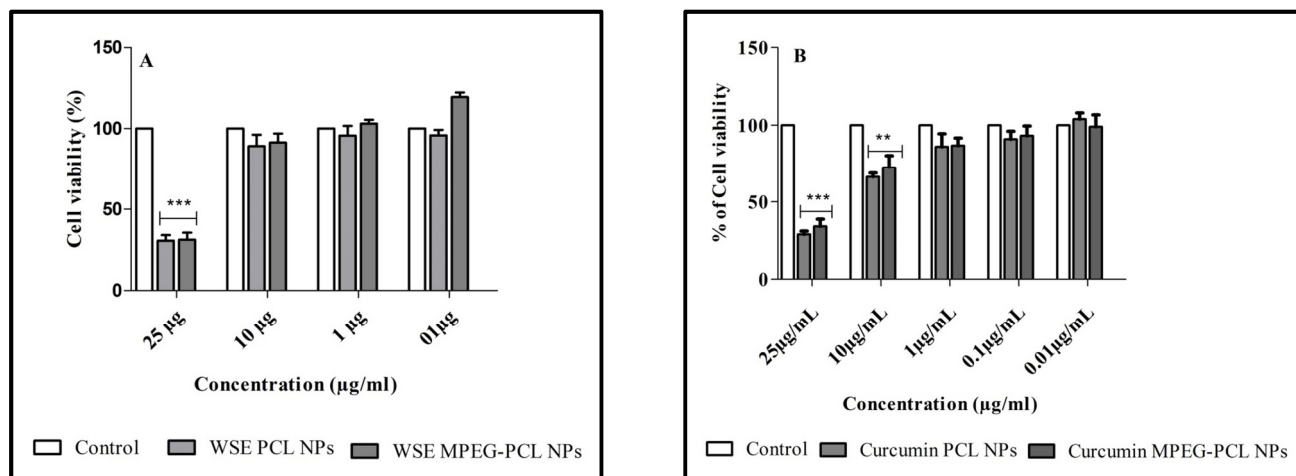 A
Cell viability (%)
150
100
50
0
***
25 µg
10 µg
1 µg
01µg
Concentration (µg/ml)
Control
WSE PCL NPs
WSE MPEG-PCL NPs
B
% of Cell viability
150
100
50
0
***
**
25µg/mL
10µg/mL
1µg/mL
0.1µg/mL
0.01µg/mL
Concentration (µg/ml)
Control
Curcumin PCL NPs
Curcumin MPEG-PCL NPs